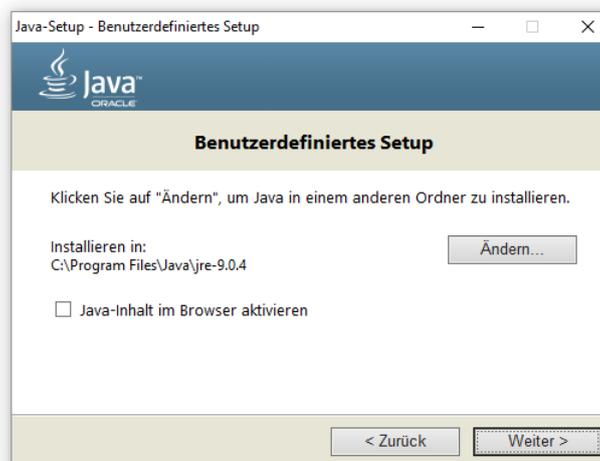 Java-Setup - Benutzerdefiniertes Setup
Java™
ORACLE
Benutzerdefiniertes Setup
Klicken Sie auf "Ändern", um Java in einem anderen Ordner zu installieren.
Installieren in:
Ändern...
C:\Program Files\Java\jre-9.0.4
Java-Inhalt im Browser aktivieren
< Zurück
Weiter >